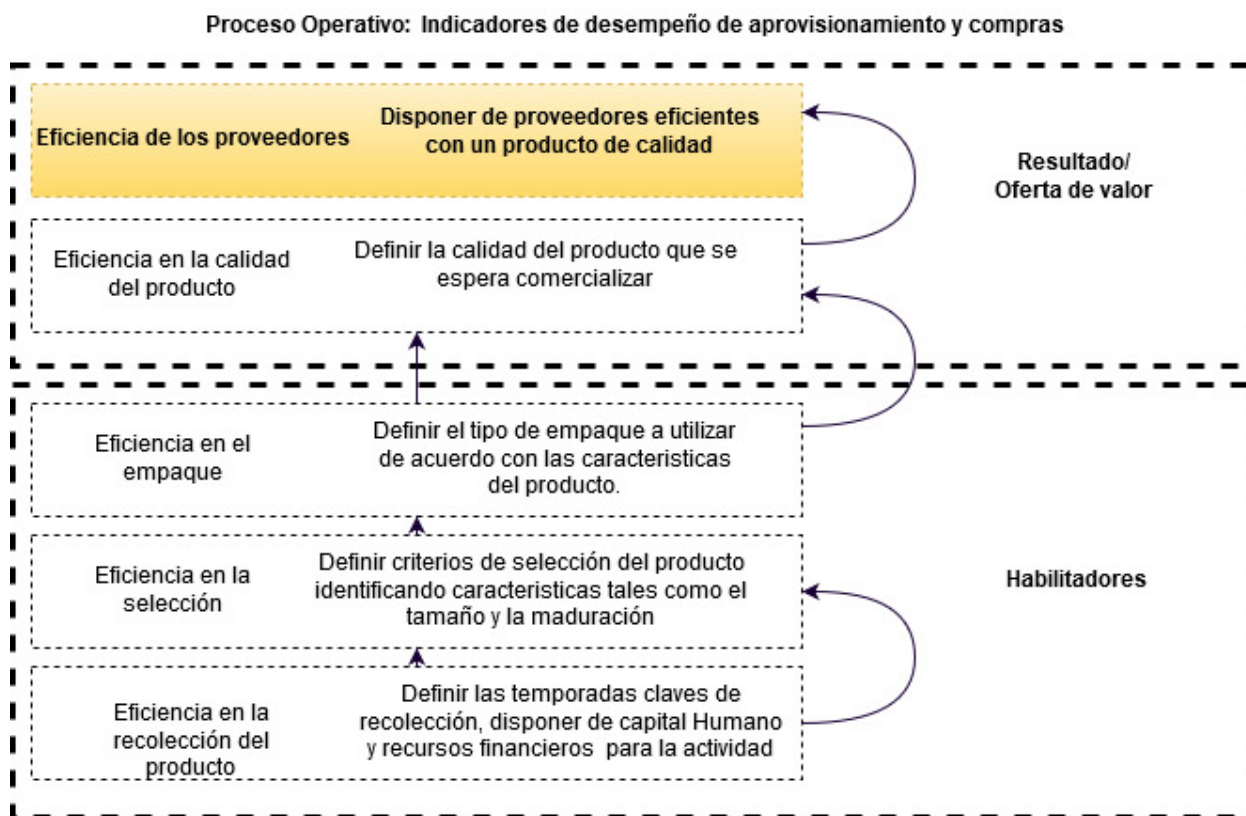 Proceso Operativo: Indicadores de desempeño de aprovisionamiento y compras
Eficiencia de los proveedores
Disponer de proveedores eficientes
con un producto de calidad
Resultado/
Oferta de valor
Eficiencia en la calidad
del producto
Definir la calidad del producto que se
espera comercializar
Eficiencia en el
empaque
Definir el tipo de empaque a utilizar
de acuerdo con las caracteristicas
del producto.
Eficiencia en la
selección
Definir criterios de selección del producto
identificando caracteristicas tales como el
tamaño y la maduración
Habilitadores
Eficiencia en la
recolección del
producto
Definir las temporadas claves de
recolección, disponer de capital Humano
y recursos financieros para la actividad